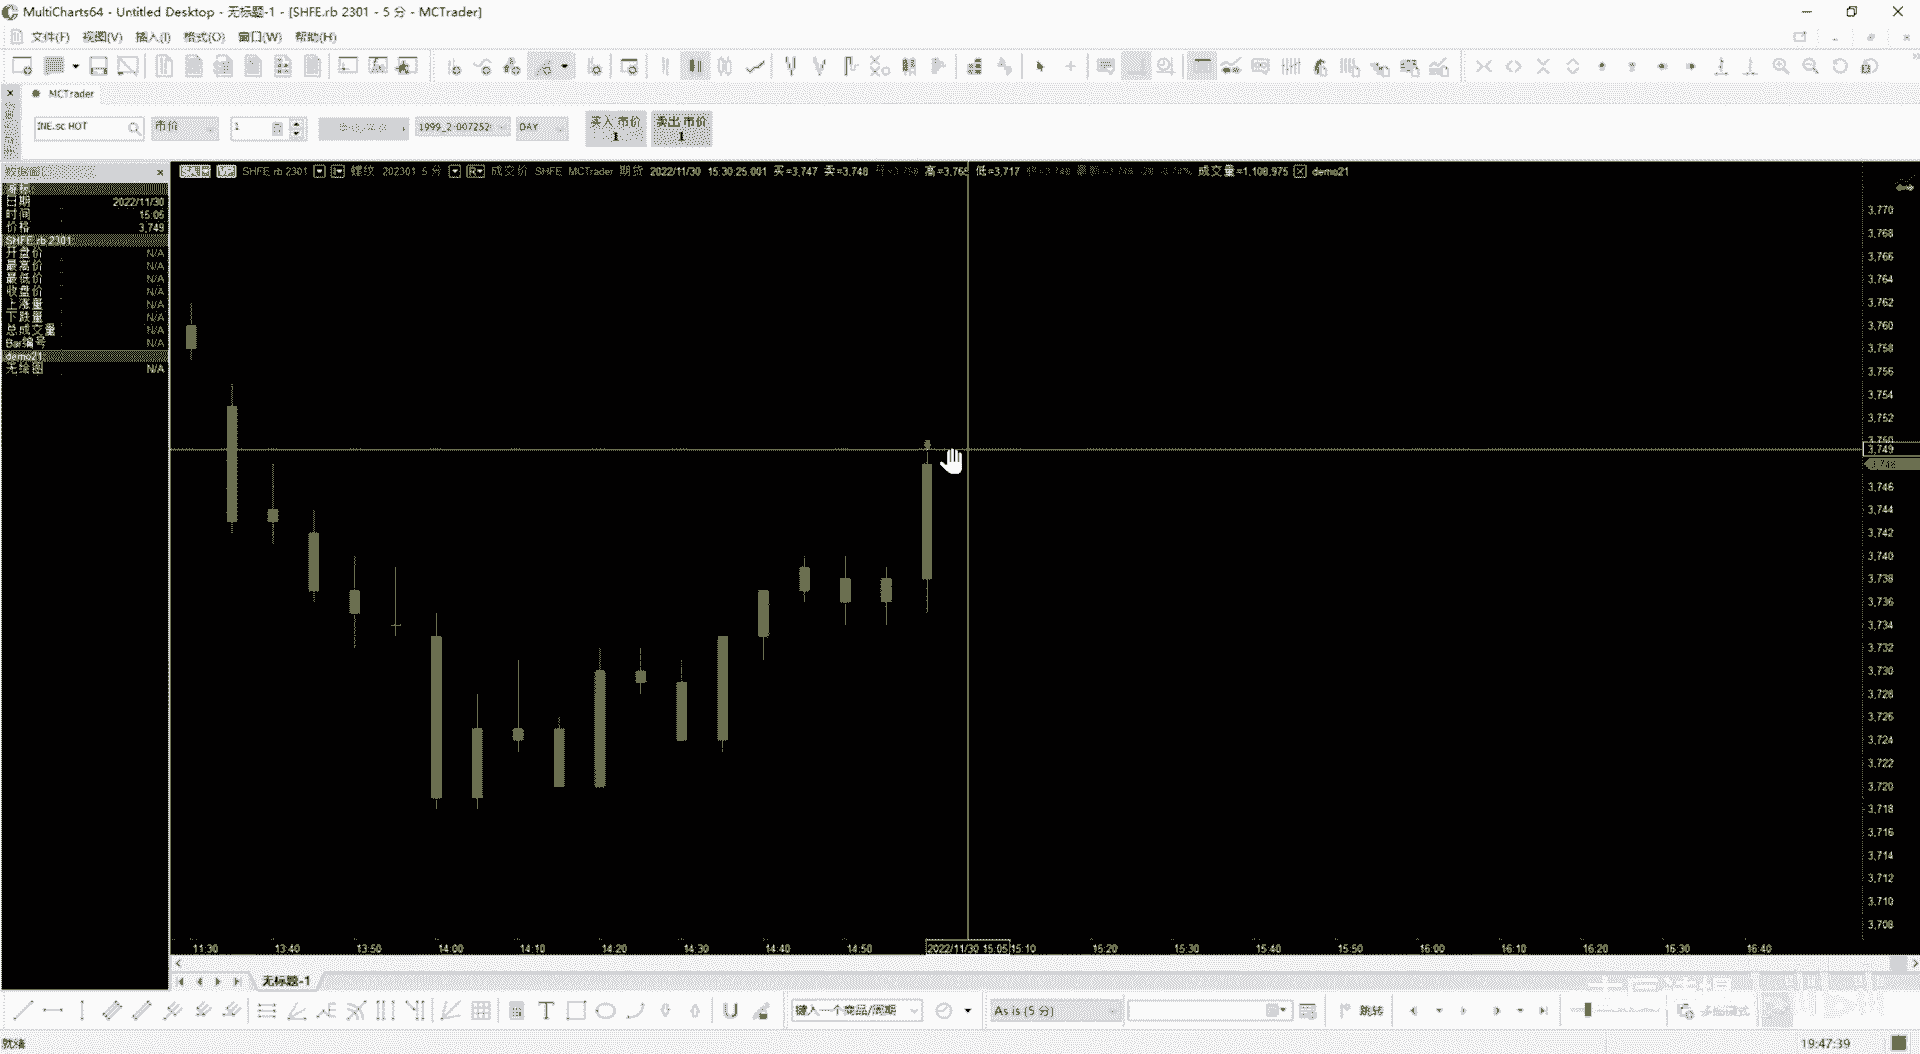 MultiCharts64 - Untitled Desktop - 无标题-1 - [SHFE.rb 2301 - 5 分 - MCTrader]
文件(F) 视图(V) 插入(I) 格式(O) 窗口(W) 帮助(H)
MCTrader
INE.sc HOT 市价 1 1999_2-007252 DAY 买入 市价 1 卖出 市价 1
SHFE.rb 2301 螺纹 202301 5 分 成交价 SHFE MCTrader 期货 2022/11/30 15:30:25.001 买=3,747 卖=3,748 低=3,717 成交量=1,108,975 demo21
日期 2022/11/30
时间 15:05
价格 3,749
SHFE.rb 2301
开盘价 N/A
最高价 N/A
最低价 N/A
收盘价 N/A
上涨量 N/A
下跌量 N/A
总成交量 N/A
Bar编号 N/A
demo21
无绘图 N/A
3,770
3,768
3,766
3,764
3,762
3,760
3,758
3,756
3,754
3,752
3,750
3,749
3,748
3,746
3,744
3,742
3,740
3,738
3,736
3,734
3,732
3,730
3,728
3,726
3,724
3,722
3,720
3,718
3,716
3,714
3,712
3,710
3,708
11:30 13:40 13:50 14:00 14:10 14:20 14:30 14:40 14:50 2022/11/30 15:05 15:10 15:20 15:30 15:40 15:50 16:00 16:10 16:20 16:30 16:40
无标题-1
键入一个商品/周期 As is (5 分) 跳转
就绪 19:47:39